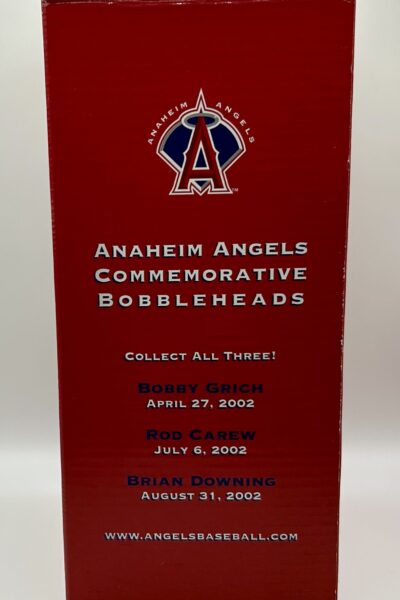 ANAHEIM ANGELS
A
TM
ANAHEIM ANGELS
COMMEMORATIVE
BOBBLEHEADS
COLLECT ALL THREE!
BOBBY GRICH
APRIL 27, 2002
ROD CAREW
JULY 6, 2002
BRIAN DOWNING
AUGUST 31, 2002
WWW.ANGELSBASEBALL.COM